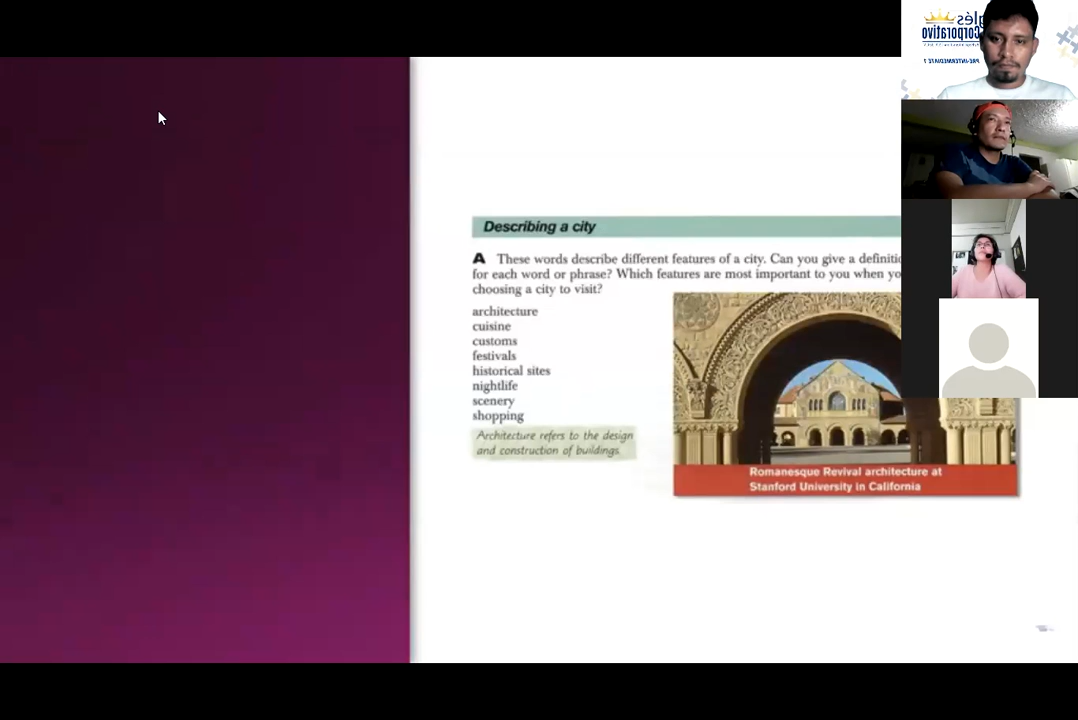 Describing a city
A These words describe different features of a city. Can you give a
for each word or phrase? Which features are most important to you when
choosing a city to visit?
architecture
cuisine
customs
festivals
historical sites
nightlife
scenery
shopping
Architecture refers to the design
and construction of buildings.
Romanesque Revival architecture at
Stanford University in California
Corporativo
PRE-INTERMEDIATE